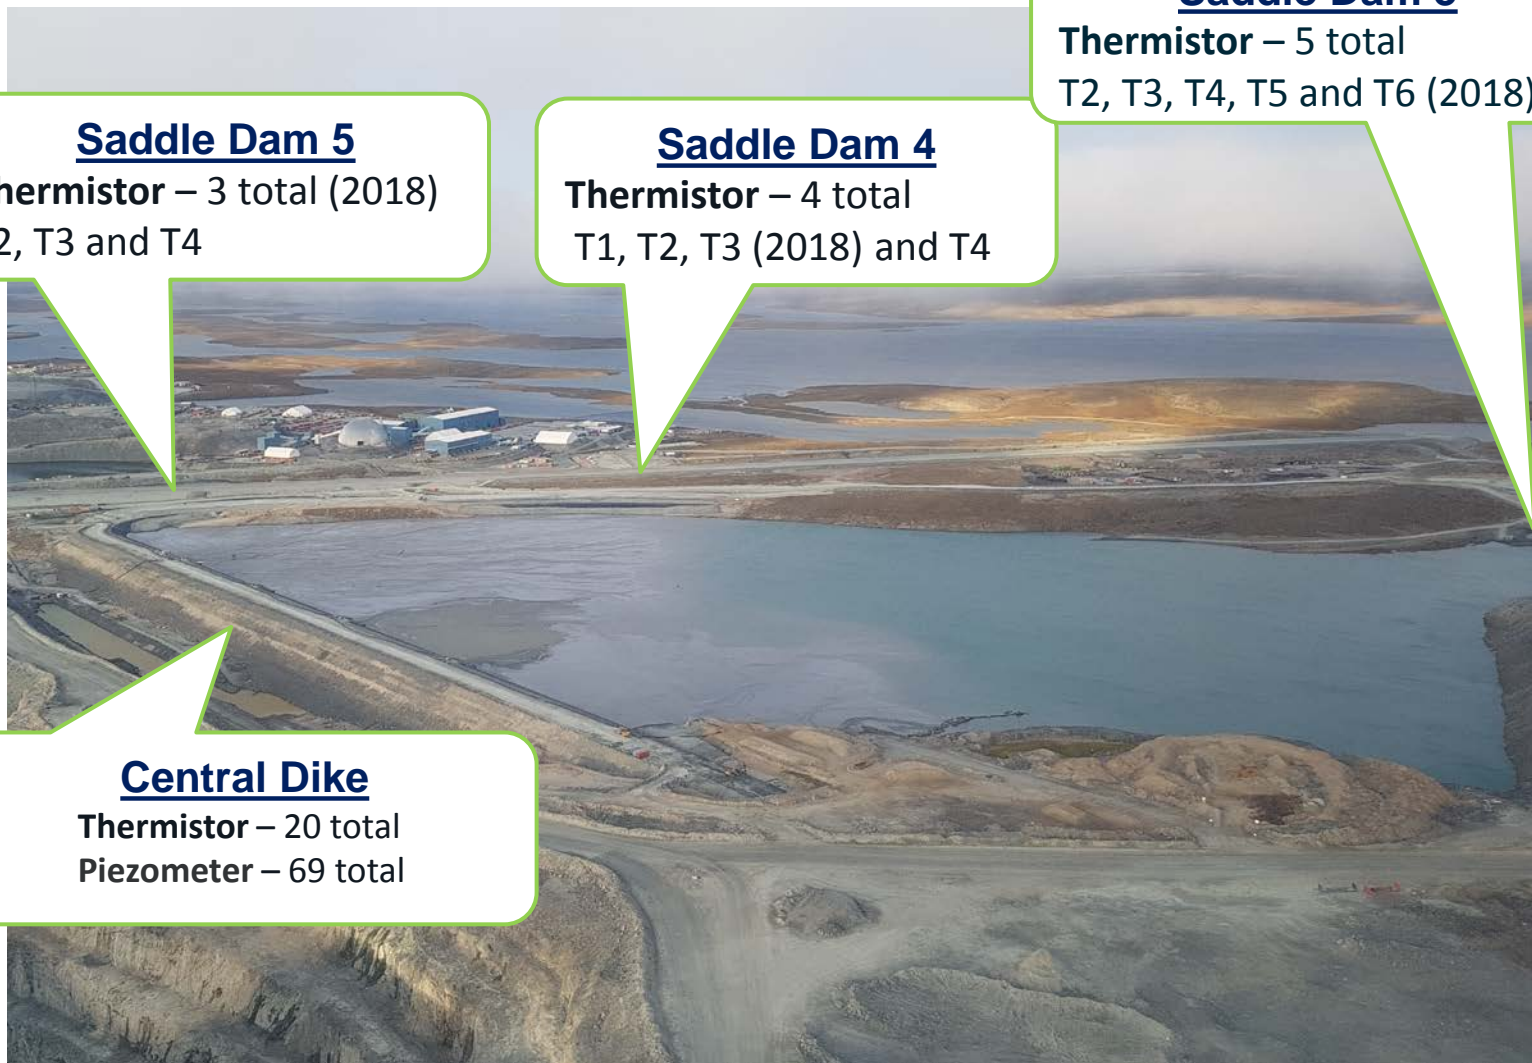 Thermistor – 5 total
T2, T3, T4, T5 and T6 (2018)
Saddle Dam 5
hermistor – 3 total (2018)
2, T3 and T4
Saddle Dam 4
Thermistor – 4 total
T1, T2, T3 (2018) and T4
Central Dike
Thermistor – 20 total
Piezometer – 69 total